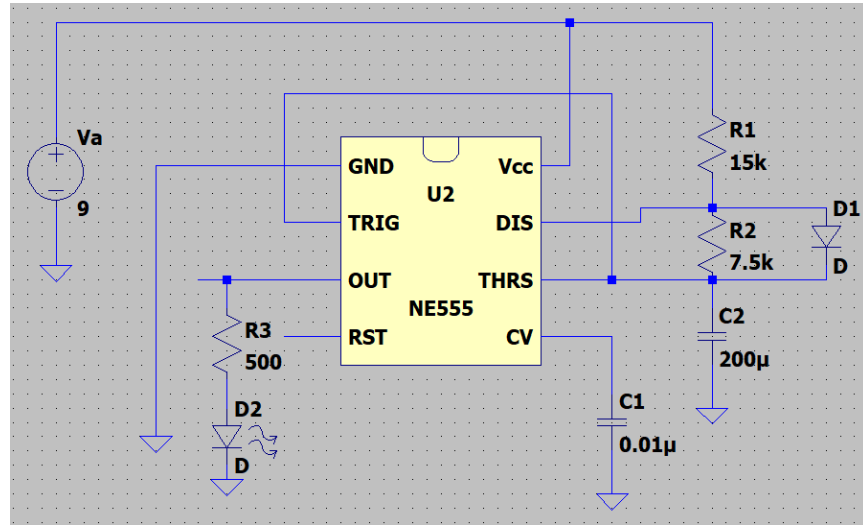 Va
9
GND
TRIG
OUT
RST
U2
NE555
Vcc
DIS
THRS
CV
R1
15k
R2
7.5k
D1
D
C2
200µ
C1
0.01µ
R3
500
D2
D